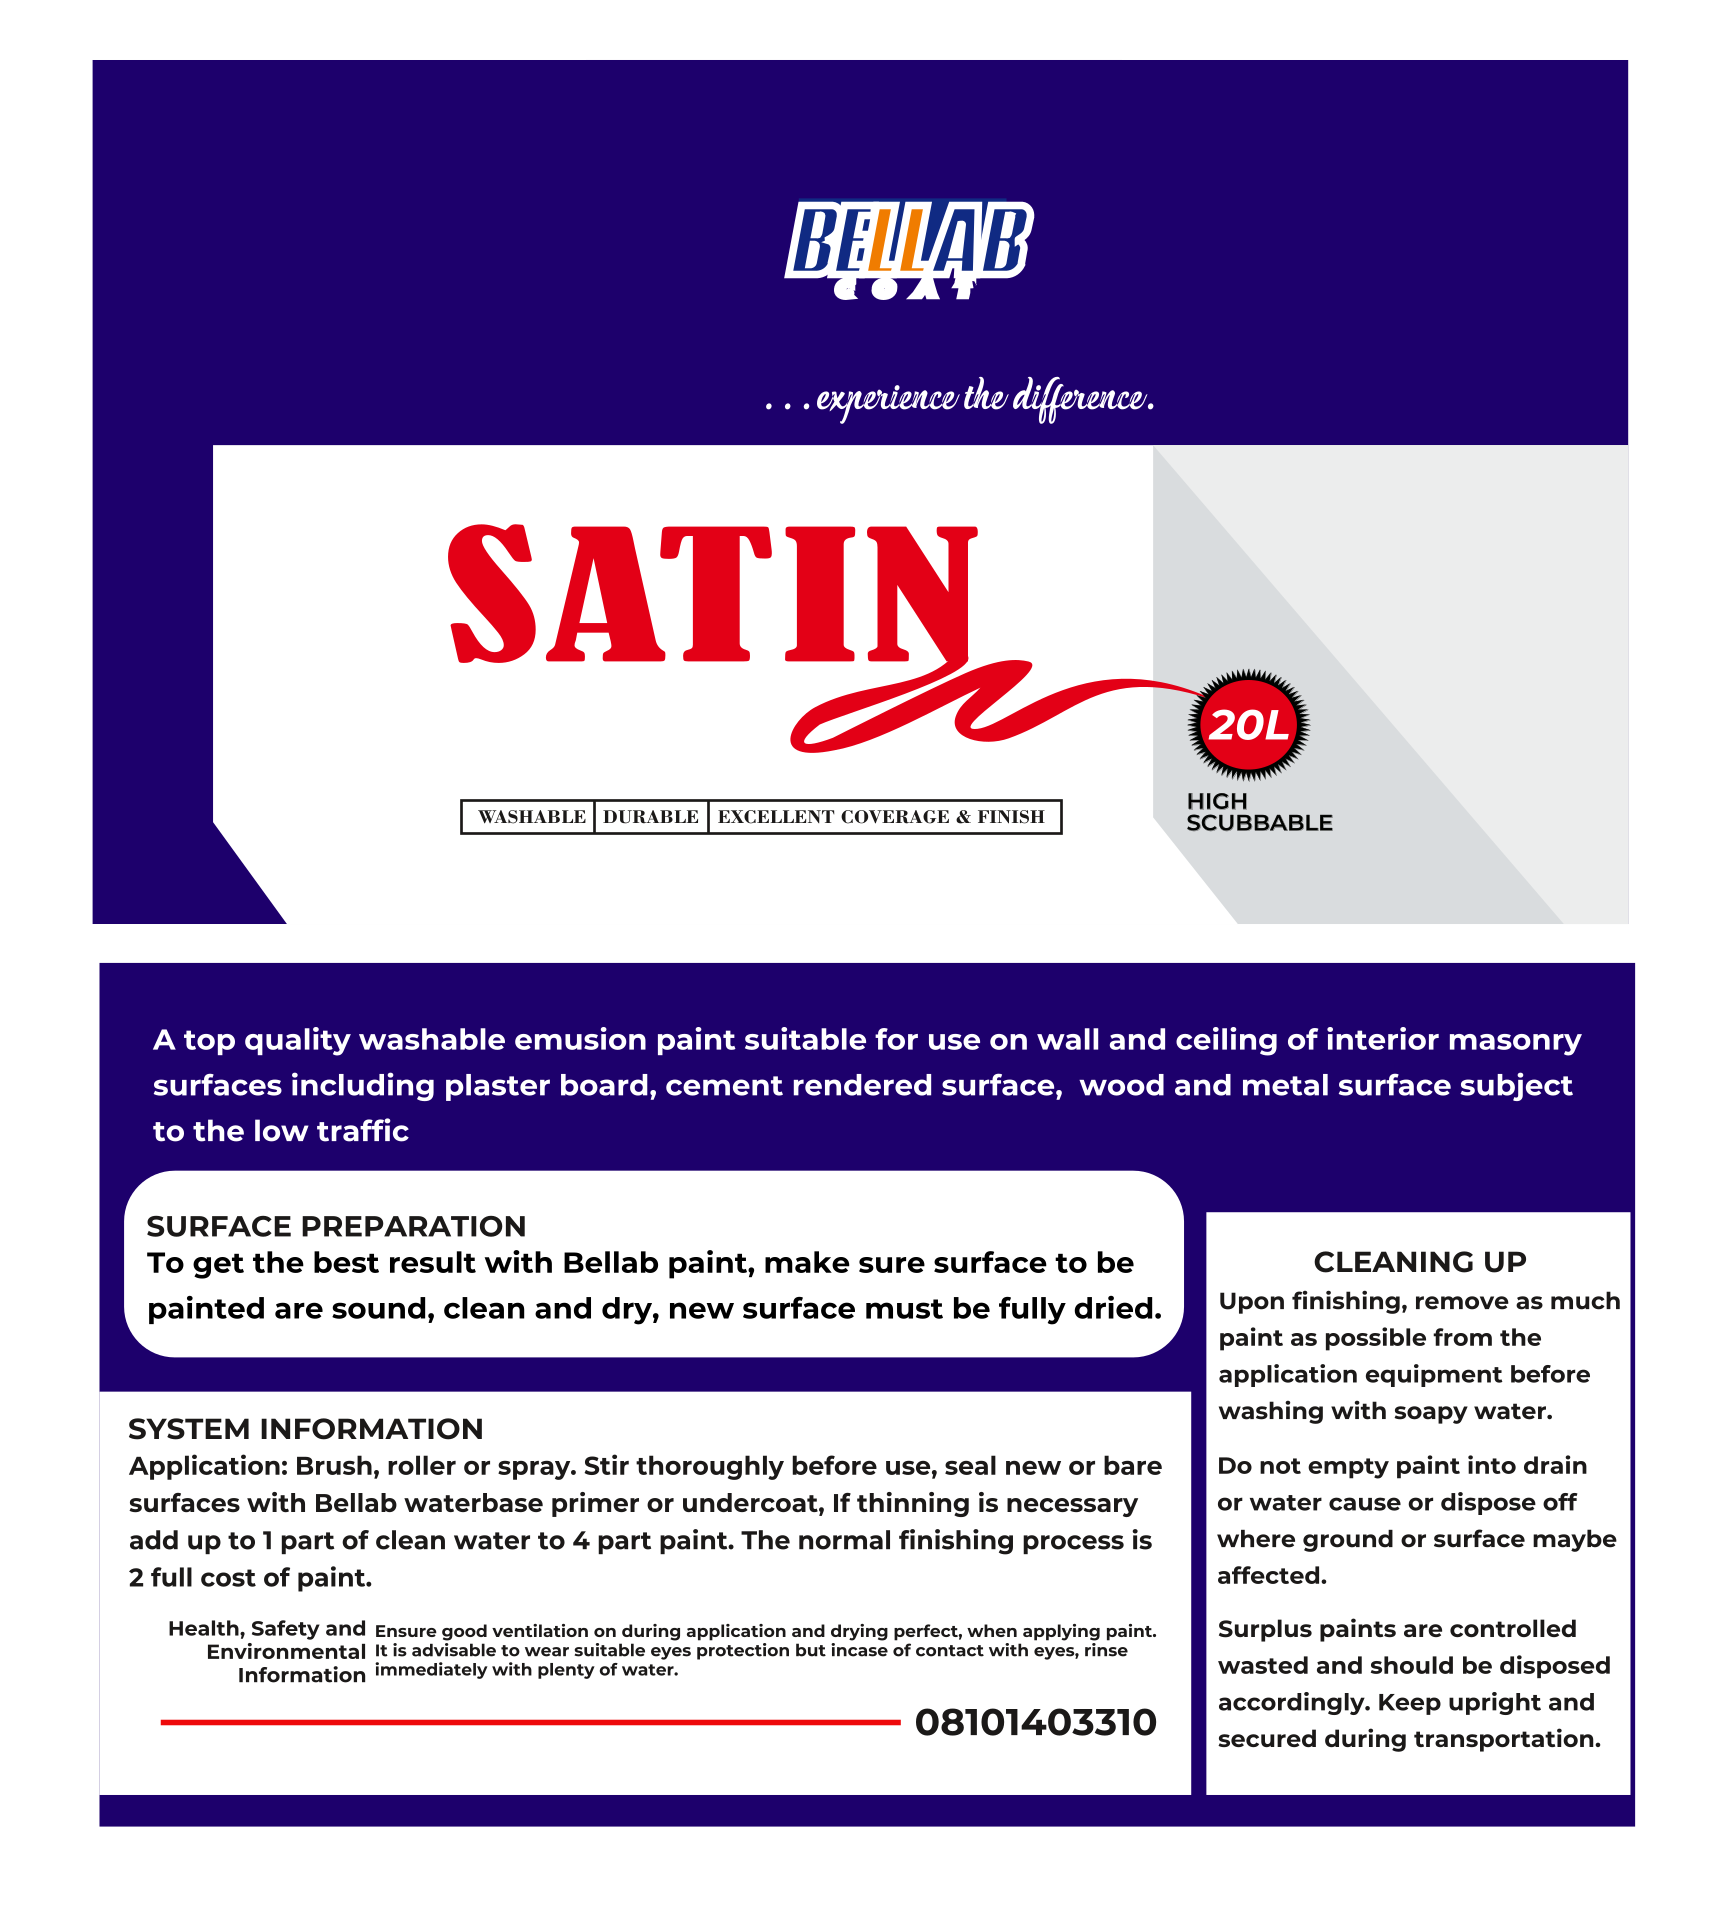 BELLAB
...experience the difference.
SATIN
20L
HIGH
SCUBBABLE
WASHABLE DURABLE EXCELLENT COVERAGE & FINISH
A top quality washable emusion paint suitable for use on wall and ceiling of interior masonry
surfaces including plaster board, cement rendered surface, wood and metal surface subject
to the low traffic
SURFACE PREPARATION
To get the best result with Bellab paint, make sure surface to be
painted are sound, clean and dry, new surface must be fully dried.
SYSTEM INFORMATION
Application: Brush, roller or spray. Stir thoroughly before use, seal new or bare
surfaces with Bellab waterbase primer or undercoat, If thinning is necessary
add up to 1 part of clean water to 4 part paint. The normal finishing process is
2 full cost of paint.
Health, Safety and
Environmental
Information
Ensure good ventilation on during application and drying perfect, when applying paint.
It is advisable to wear suitable eyes protection but incase of contact with eyes, rinse
immediately with plenty of water.
08101403310
CLEANING UP
Upon finishing, remove as much
paint as possible from the
application equipment before
washing with soapy water.
Do not empty paint into drain
or water cause or dispose off
where ground or surface maybe
affected.
Surplus paints are controlled
wasted and should be disposed
accordingly. Keep upright and
secured during transportation.